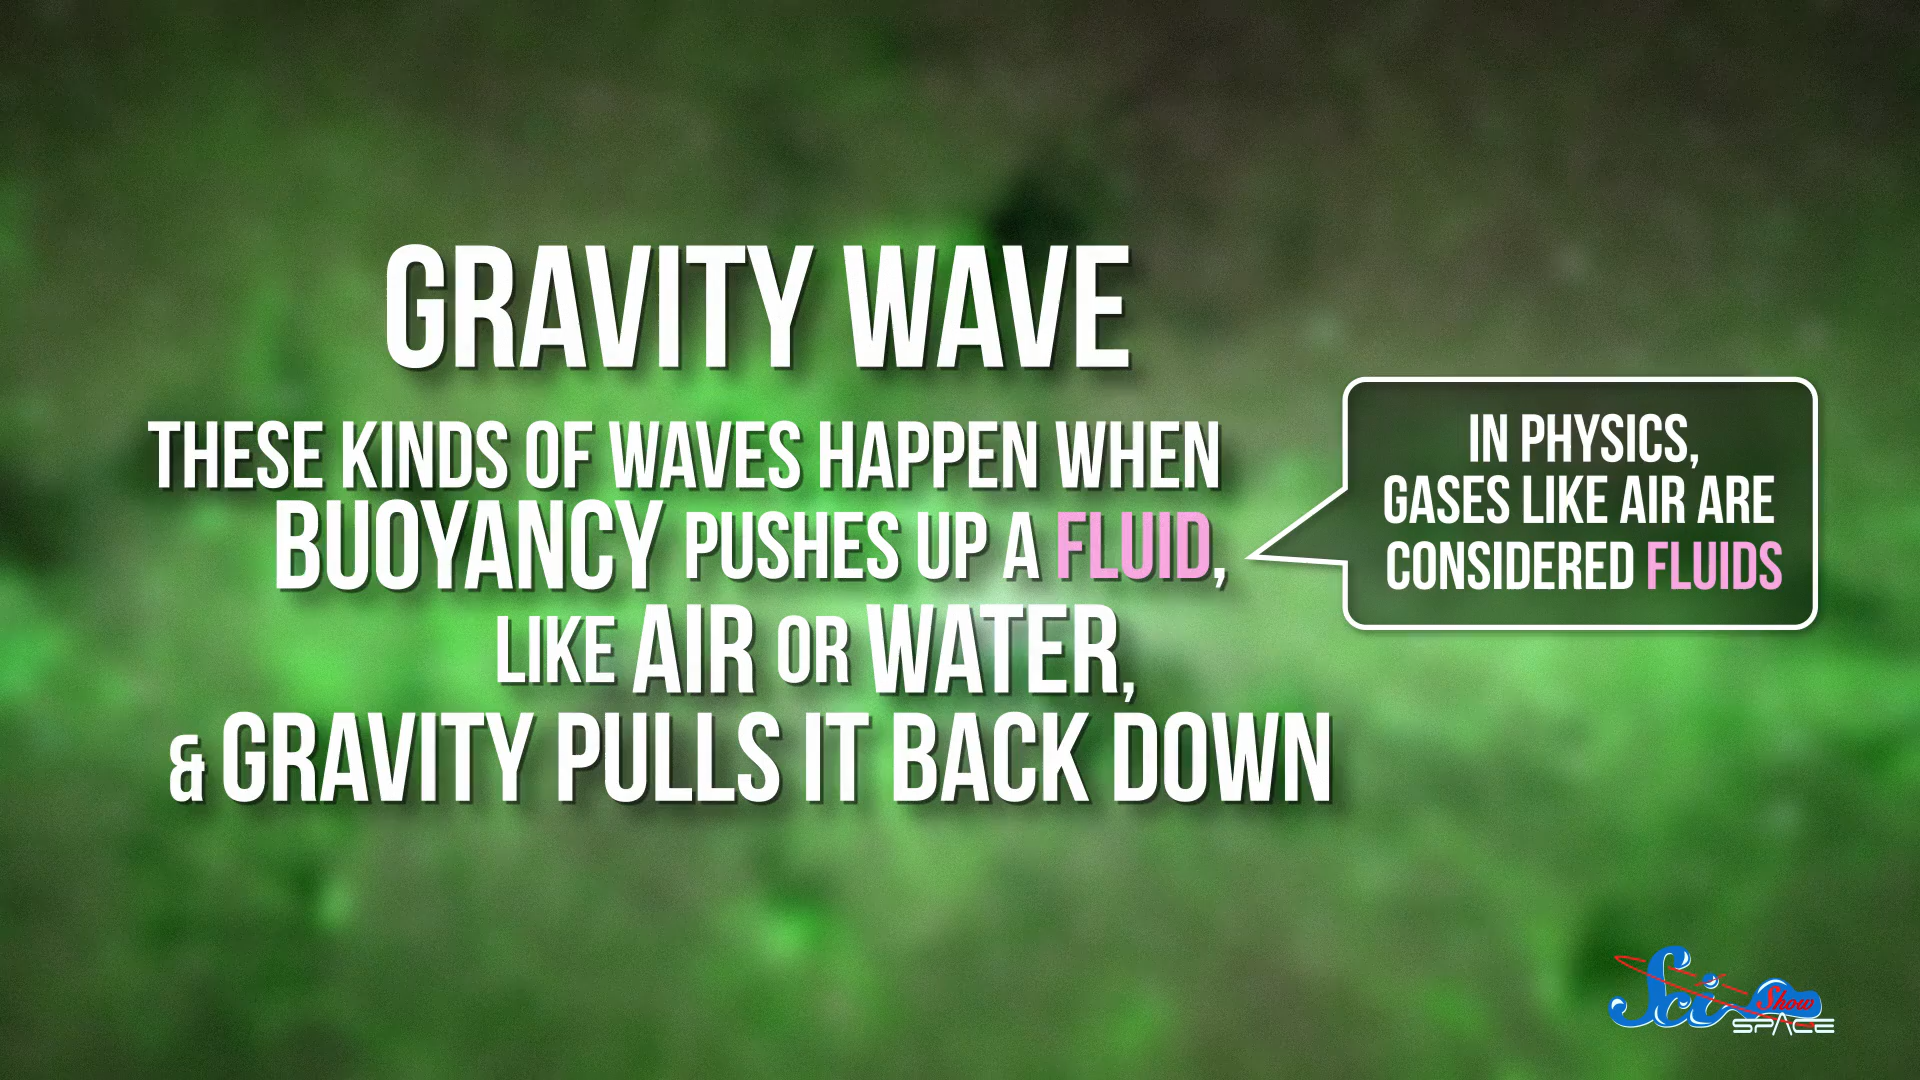 GRAVITY WAVE
THESE KINDS OF WAVES HAPPEN WHEN
BUOYANCY PUSHES UP A FLUID,
LIKE AIR OR WATER,
& GRAVITY PULLS IT BACK DOWN
IN PHYSICS,
GASES LIKE AIR ARE
CONSIDERED FLUIDS
Sci Show
SPACE